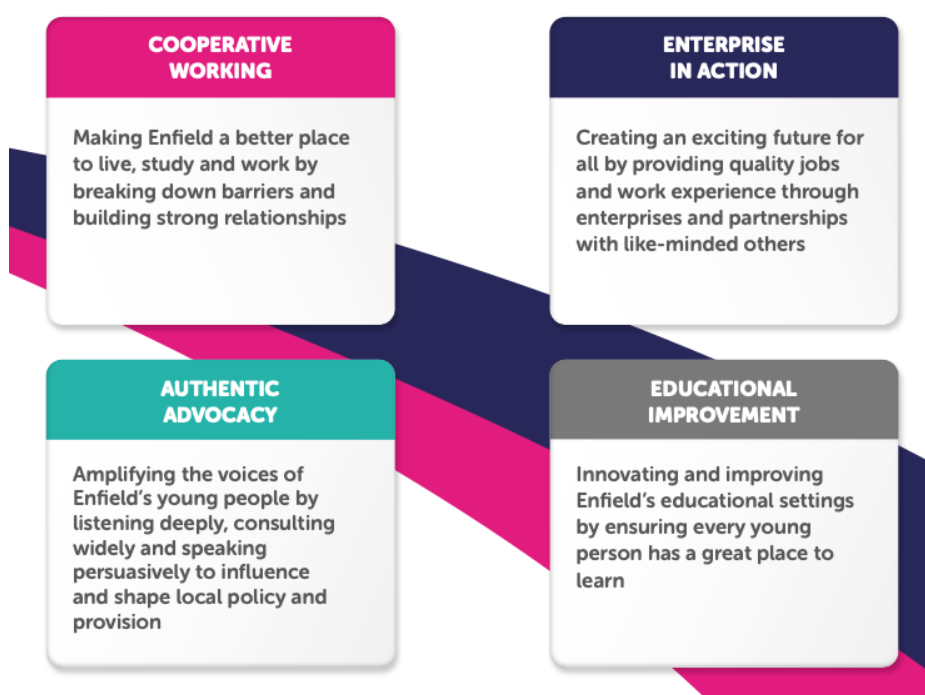 COOPERATIVE
WORKING
Making Enfield a better place
to live, study and work by
breaking down barriers and
building strong relationships
ENTERPRISE
IN ACTION
Creating an exciting future for
all by providing quality jobs
and work experience through
enterprises and partnerships
with like-minded others
AUTHENTIC
ADVOCACY
Amplifying the voices of
Enfield’s young people by
listening deeply, consulting
widely and speaking
persuasively to influence
and shape local policy and
provision
EDUCATIONAL
IMPROVEMENT
Innovating and improving
Enfield’s educational settings
by ensuring every young
person has a great place to
learn